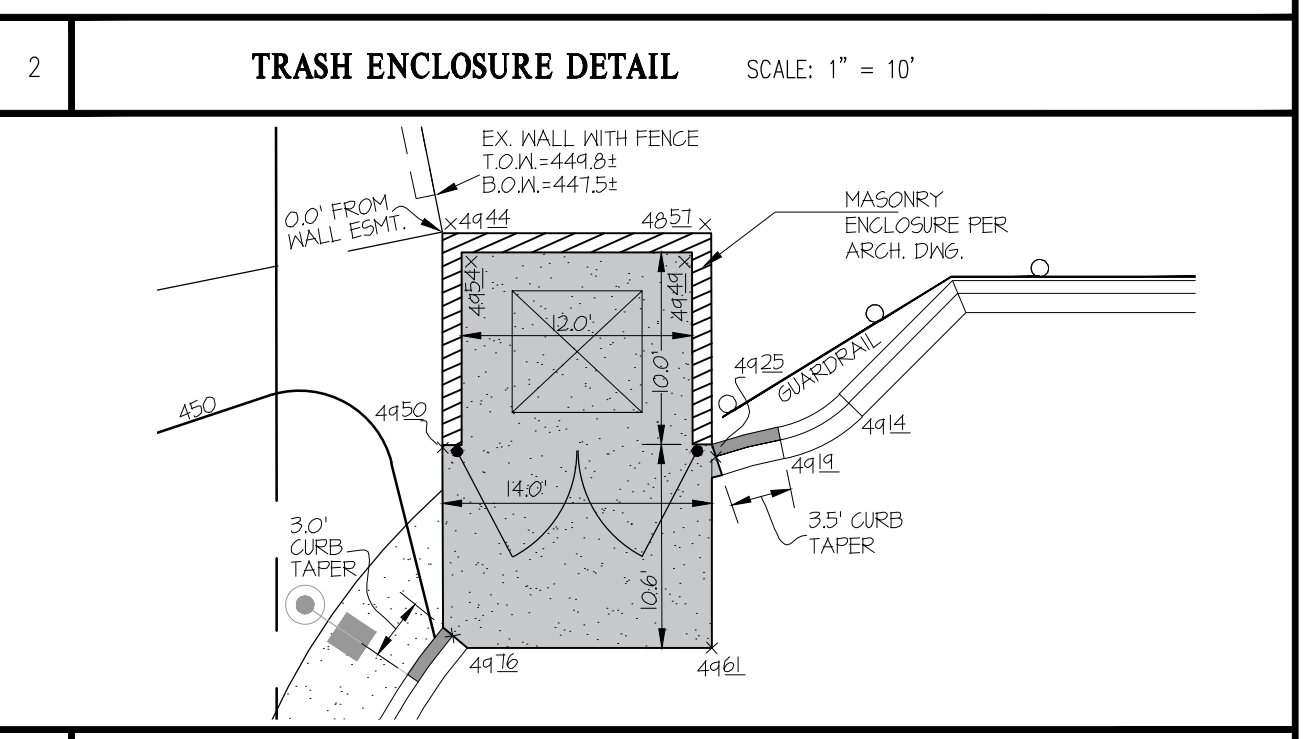 2
TRASH ENCLOSURE DETAIL
SCALE: 1" = 10'
EX. WALL WITH FENCE
T.O.W.=449.8±
B.O.W.=447.5±
0.0' FROM
WALL ESMT.
4944
4857
MASONRY
ENCLOSURE PER
ARCH. DWG.
4954
4949
12.0'
10.0'
4925
GUARDRAIL
450
4950
4914
4919
14.0'
3.5' CURB
TAPER
3.0'
CURB
TAPER
10.6'
4976
4961